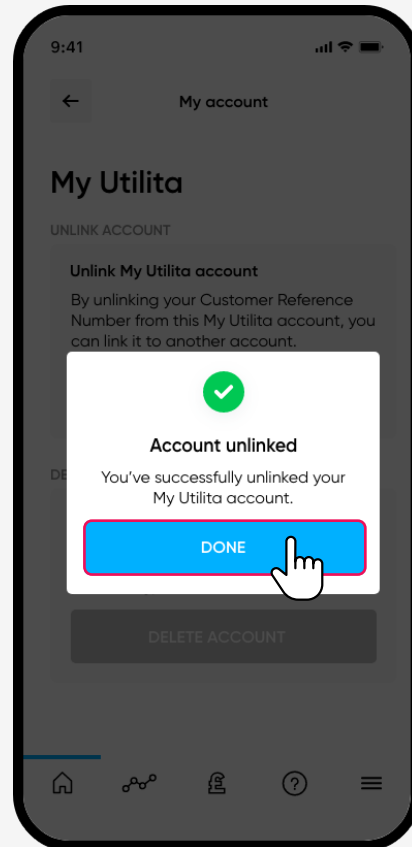 9:41
My account
My Utilita
UNLINK ACCOUNT
Unlink My Utilita account
By unlinking your Customer Reference
Number from this My Utilita account, you
can link it to another account.
Account unlinked
DE
You've successfully unlinked your
My Utilita account.
DONE
DELETE ACCOUNT